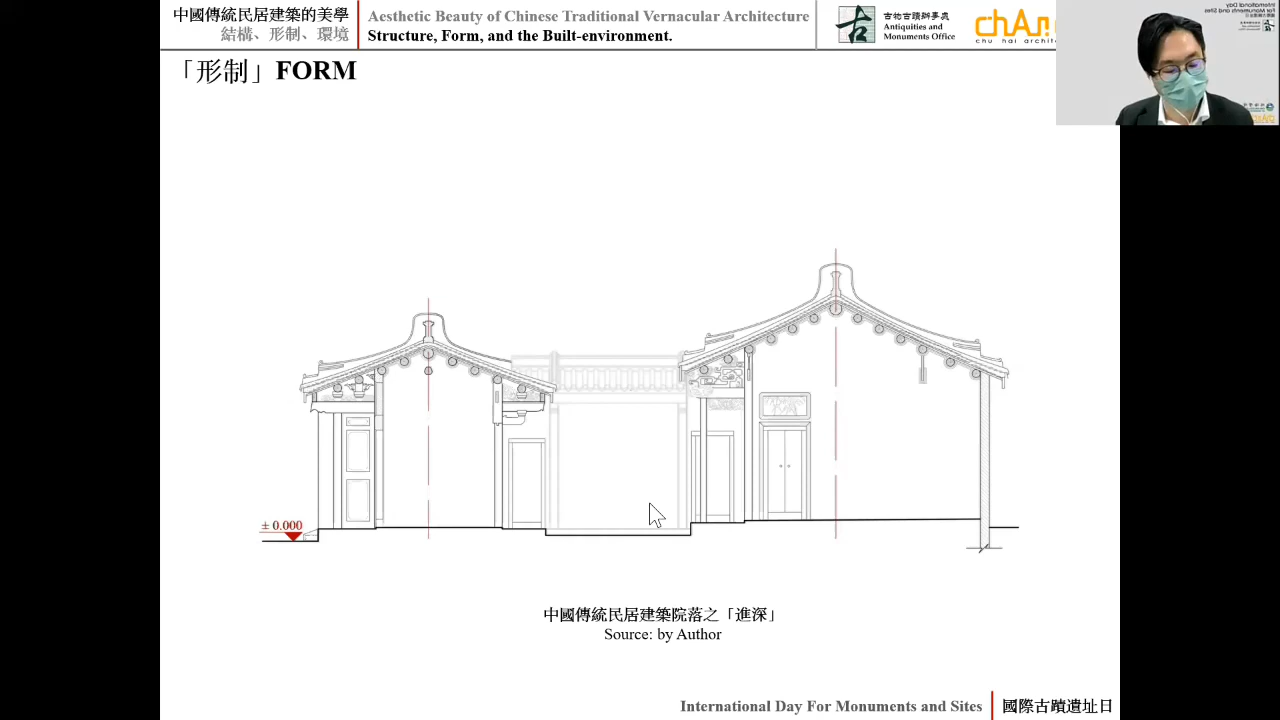 中國傳統民居建築的美學
結構、形制、環境
Aesthetic Beauty of Chinese Traditional Vernacular Architecture
Structure, Form, and the Built-environment.
古物古蹟辦事處
Antiquities and
Monuments Office
chu hai archite
「形制」FORM
± 0.000
中國傳統民居建築院落之「進深」
Source: by Author
International Day For Monuments and Sites
國際古蹟遺址日